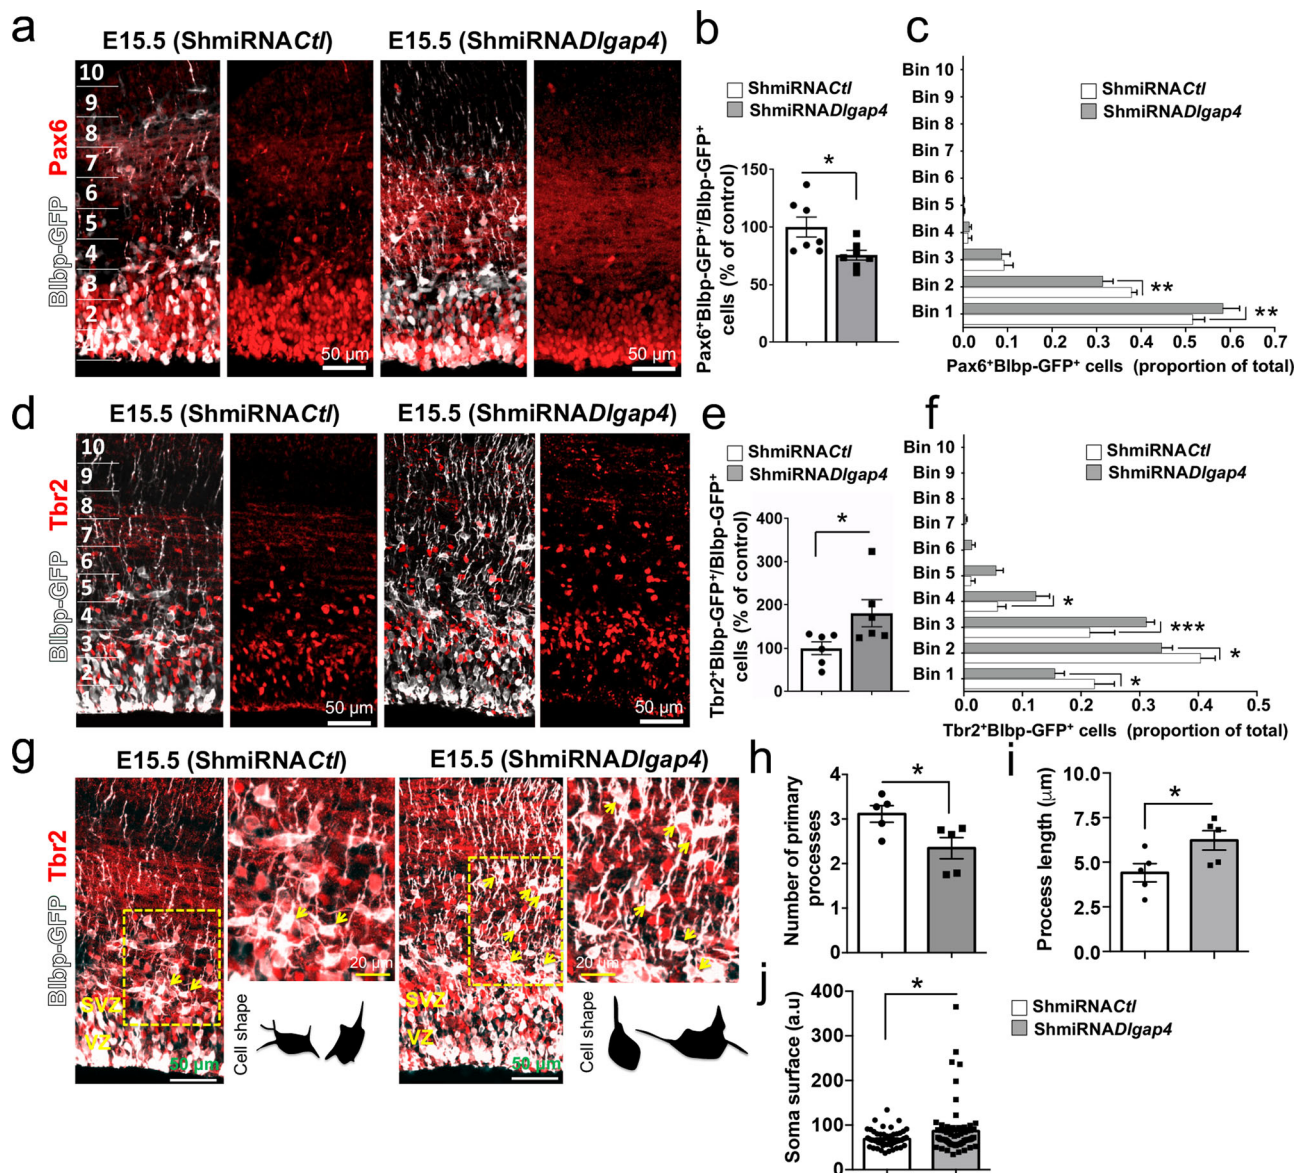 a
E15.5 (ShmiRNACtl)
E15.5 (ShmiRNADlgap4)
Blbp-GFP Pax6
10
9
8
7
6
5
4
3
2
1
50 µm
50 µm
b
ShmiRNACtl
ShmiRNADlgap4
Pax6+Blbp-GFP+/Blbp-GFP+
cells (% of control)
150
100
50
0
*
c
ShmiRNACtl
ShmiRNADlgap4
Bin 10
Bin 9
Bin 8
Bin 7
Bin 6
Bin 5
Bin 4
Bin 3
Bin 2
Bin 1
**
**
0.0 0.1 0.2 0.3 0.4 0.5 0.6 0.7
Pax6+Blbp-GFP+ cells (proportion of total)
d
E15.5 (ShmiRNACtl)
E15.5 (ShmiRNADlgap4)
Blbp-GFP Tbr2
10
9
8
7
6
5
4
3
2
1
50 µm
50 µm
e
ShmiRNACtl
ShmiRNADlgap4
Tbr2+Blbp-GFP+/Blbp-GFP+
cells (% of control)
400
300
200
100
0
*
f
ShmiRNACtl
ShmiRNADlgap4
Bin 10
Bin 9
Bin 8
Bin 7
Bin 6
Bin 5
Bin 4
Bin 3
Bin 2
Bin 1
*
***
*
*
0.0 0.1 0.2 0.3 0.4 0.5
Tbr2+Blbp-GFP+ cells (proportion of total)
g
E15.5 (ShmiRNACtl)
E15.5 (ShmiRNADlgap4)
Blbp-GFP Tbr2
SVZ
VZ
50 µm
20 µm
Cell shape
SVZ
VZ
50 µm
20 µm
Cell shape
h
Number of primary
processes
4
3
2
1
0
*
i
Process length (µm)
10.0
7.5
5.0
2.5
0.0
*
j
Soma surface (a.u)
400
300
200
100
0
*
ShmiRNACtl
ShmiRNADlgap4